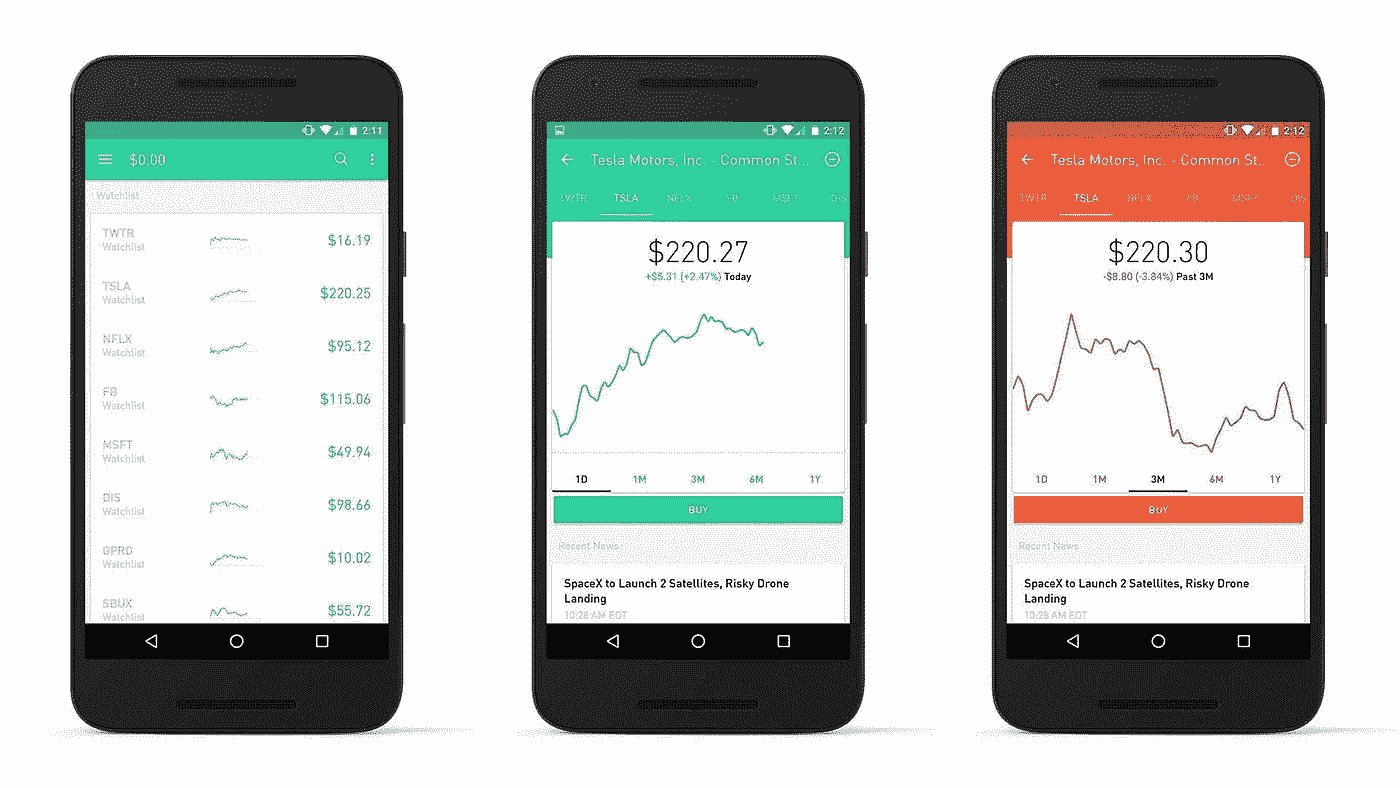 2:11
$0.00
Watchlist
TWTR
Watchlist
$16.19
TSLA
Watchlist
$220.25
NFLX
Watchlist
$95.12
FB
Watchlist
$115.06
MSFT
Watchlist
$49.94
DIS
Watchlist
$98.66
GPRO
Watchlist
$10.02
SBUX
Watchlist
$55.72
2:12
Tesla Motors, Inc. - Common St...
TWTR TSLA NFLX FB MSFT DIS
$220.27
+$5.31 (+2.47%) Today
1D 1M 3M 6M 1Y
BUY
Recent News
SpaceX to Launch 2 Satellites, Risky Drone
Landing
10:28 AM EDT
2:12
Tesla Motors, Inc. - Common St...
TWTR TSLA NFLX FB MSFT DIS
$220.30
-$8.80 (-3.84%) Past 3M
1D 1M 3M 6M 1Y
BUY
Recent News
SpaceX to Launch 2 Satellites, Risky Drone
Landing
10:28 AM EDT